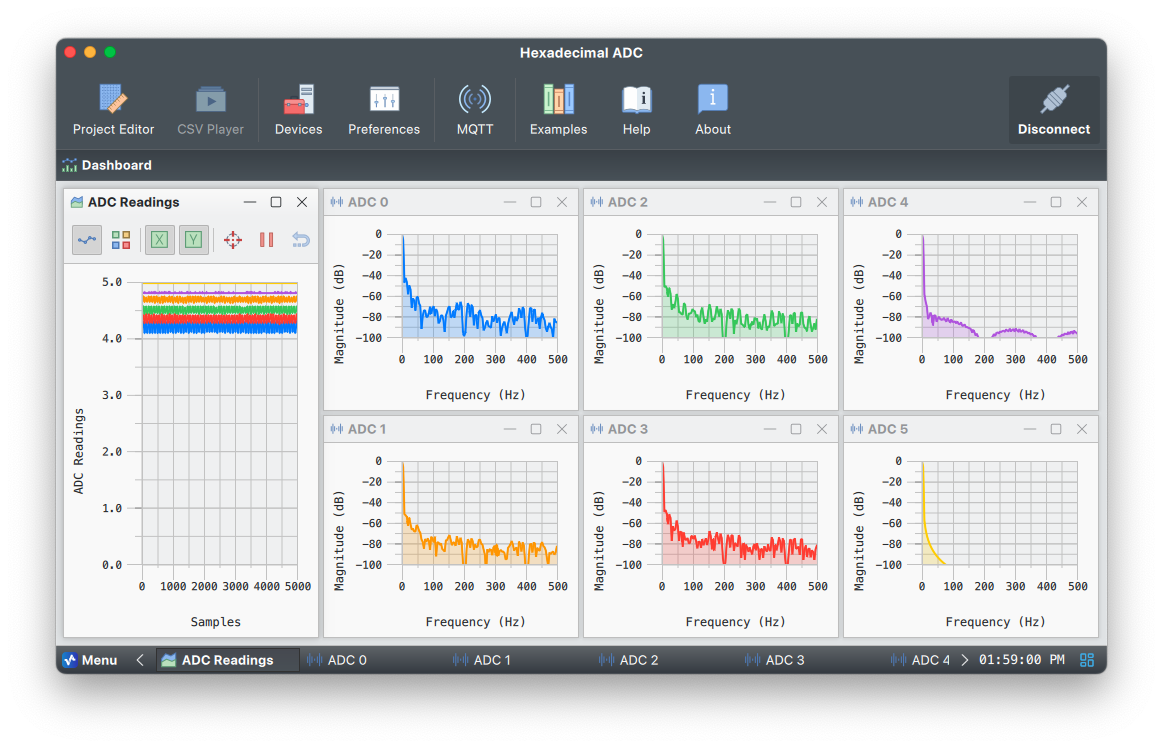 Hexadecimal ADC
Project Editor CSV Player Devices Preferences MQTT Examples Help About Disconnect
Dashboard
ADC Readings
X Y
5.0
4.0
3.0
2.0
1.0
0.0
ADC Readings
0 1000 2000 3000 4000 5000
Samples
ADC 0
0
−20
−40
−60
−80
−100
Magnitude (dB)
0 100 200 300 400 500
Frequency (Hz)
ADC 2
0
−20
−40
−60
−80
−100
Magnitude (dB)
0 100 200 300 400 500
Frequency (Hz)
ADC 4
0
−20
−40
−60
−80
−100
Magnitude (dB)
0 100 200 300 400 500
Frequency (Hz)
ADC 1
0
−20
−40
−60
−80
−100
Magnitude (dB)
0 100 200 300 400 500
Frequency (Hz)
ADC 3
0
−20
−40
−60
−80
−100
Magnitude (dB)
0 100 200 300 400 500
Frequency (Hz)
ADC 5
0
−20
−40
−60
−80
−100
Magnitude (dB)
0 100 200 300 400 500
Frequency (Hz)
Menu ADC Readings ADC 0 ADC 1 ADC 2 ADC 3 ADC 4 01:59:00 PM